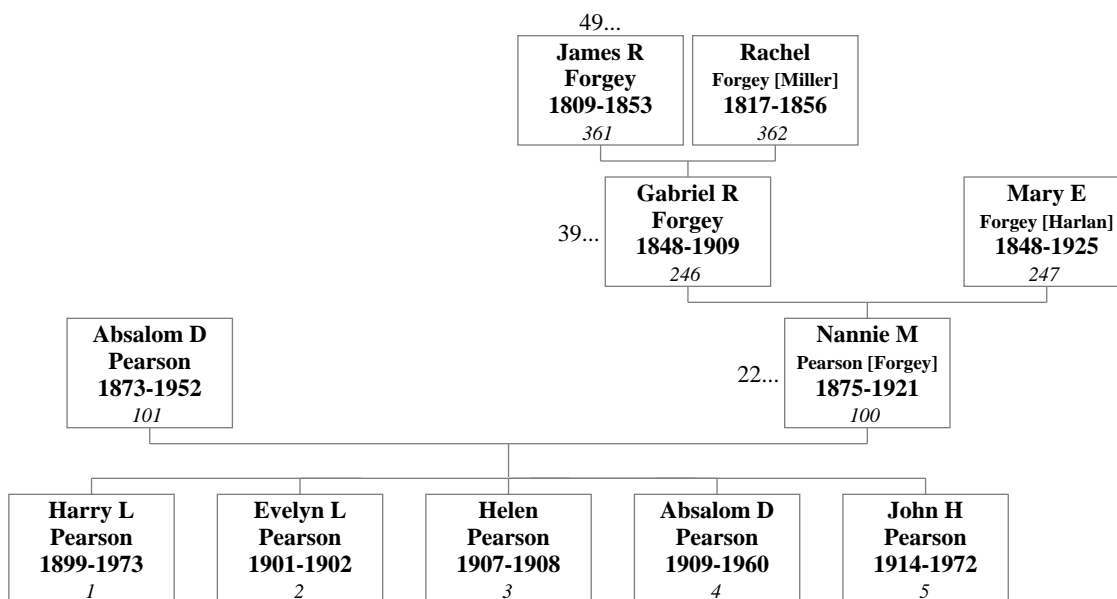 49...
James R
Forgey
1809-1853
361
Rachel
Forgey [Miller]
1817-1856
362
39...
Gabriel R
Forgey
1848-1909
246
Mary E
Forgey [Harlan]
1848-1925
247
Absalom D
Pearson
1873-1952
101
22...
Nannie M
Pearson [Forgey]
1875-1921
100
Harry L
Pearson
1899-1973
1
Evelyn L
Pearson
1901-1902
2
Helen
Pearson
1907-1908
3
Absalom D
Pearson
1909-1960
4
John H
Pearson
1914-1972
5